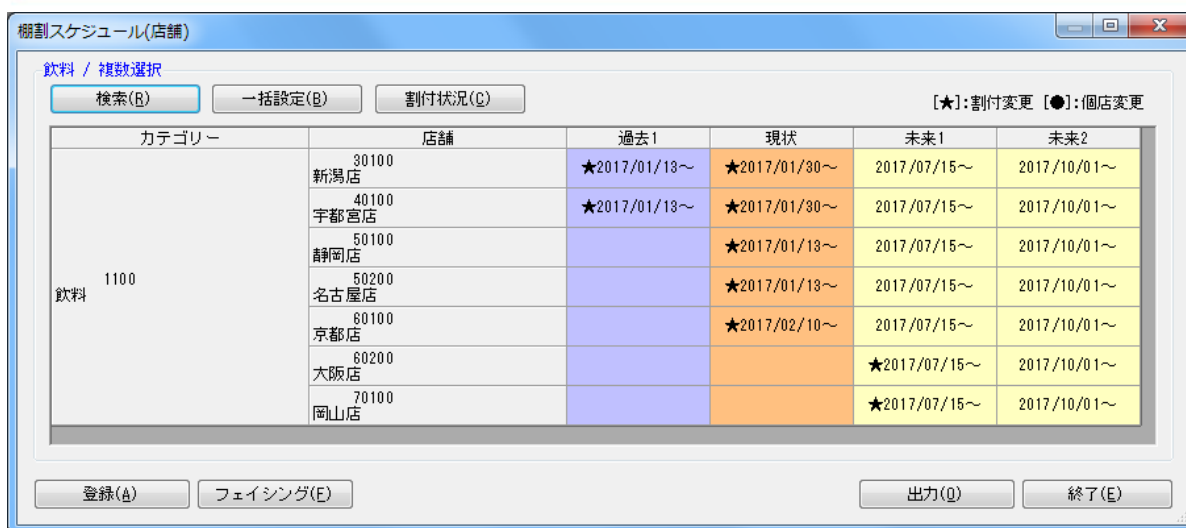 棚割スケジュール(店舗)
飲料 / 複数選択
検索(R) 一括設定(B) 割付状況(C) [★]:割付変更 [●]:個店変更
カテゴリー 店舗 過去1 現状 未来1 未来2
1100
飲料
30100
新潟店 ★2017/01/13～ ★2017/01/30～ 2017/07/15～ 2017/10/01～
40100
宇都宮店 ★2017/01/13～ ★2017/01/30～ 2017/07/15～ 2017/10/01～
50100
静岡店 ★2017/01/13～ 2017/07/15～ 2017/10/01～
50200
名古屋店 ★2017/01/13～ 2017/07/15～ 2017/10/01～
60100
京都店 ★2017/02/10～ 2017/07/15～ 2017/10/01～
60200
大阪店 ★2017/07/15～ 2017/10/01～
70100
岡山店 ★2017/07/15～ 2017/10/01～
登録(A) フェイシング(F) 出力(O) 終了(E)